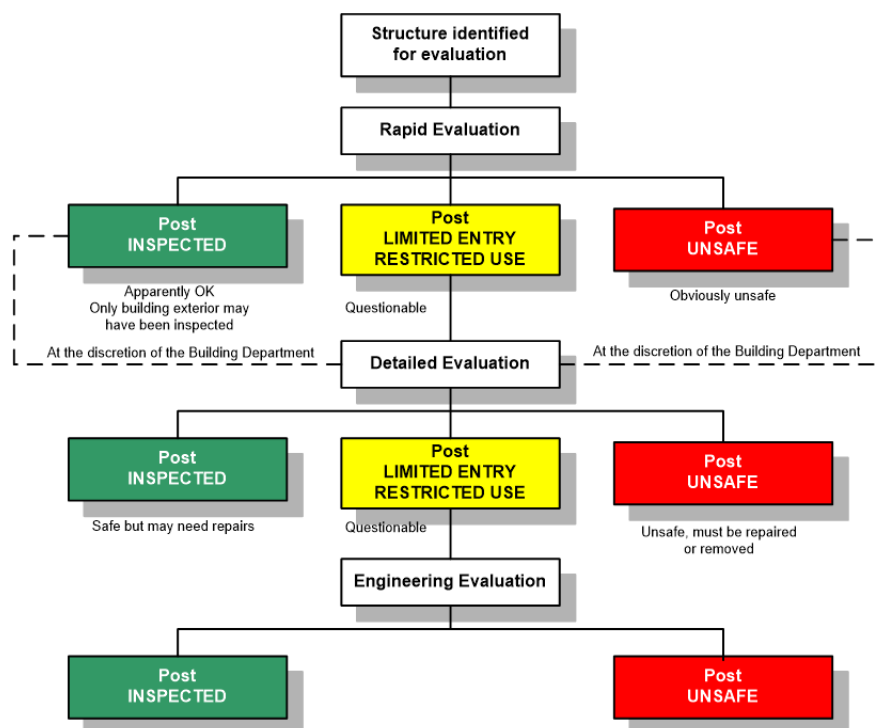 Structure identified
for evaluation
Rapid Evaluation
Post
INSPECTED
Post
LIMITED ENTRY
RESTRICTED USE
Post
UNSAFE
Apparently OK
Only building exterior may
have been inspected
Questionable
Obviously unsafe
At the discretion of the Building Department
Detailed Evaluation
At the discretion of the Building Department
Post
INSPECTED
Post
LIMITED ENTRY
RESTRICTED USE
Post
UNSAFE
Safe but may need repairs
Questionable
Unsafe, must be repaired
or removed
Engineering Evaluation
Post
INSPECTED
Post
UNSAFE